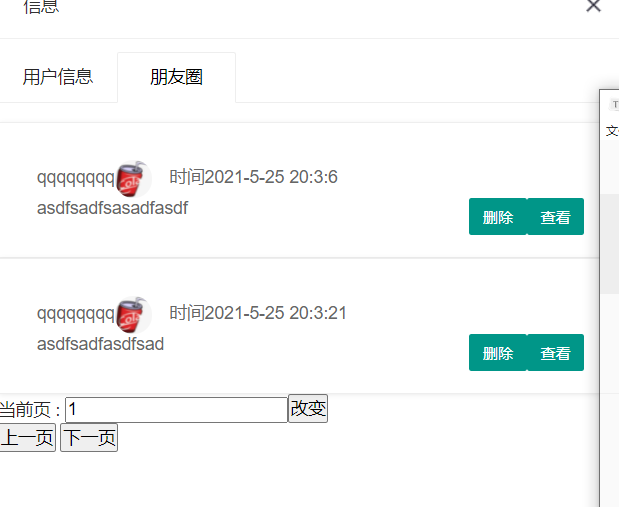 信息
用户信息 朋友圈
qqqqqqqq 时间2021-5-25 20:3:6
asdfsadfsasadfasdf
删除 查看
qqqqqqqq 时间2021-5-25 20:3:21
asdfsadfasdfsad
删除 查看
当前页 : 1 改变
上一页 下一页
T